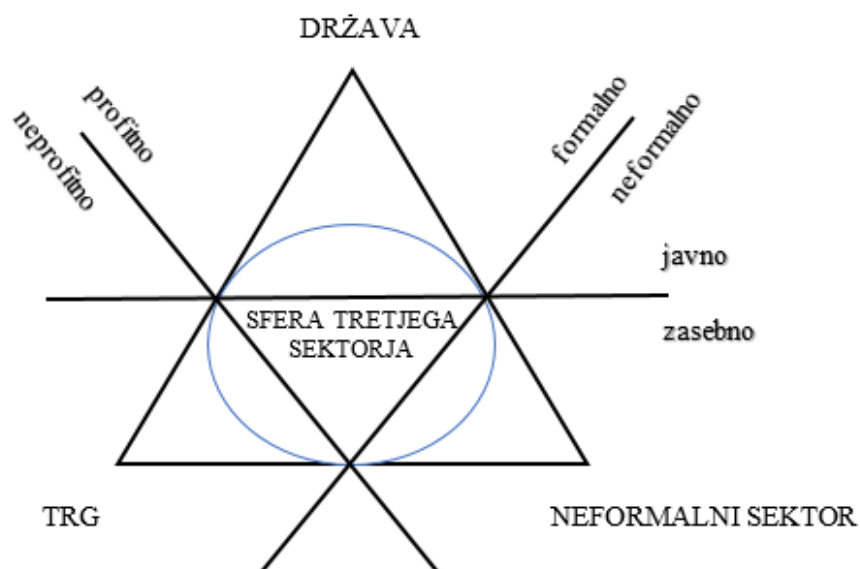 DRŽAVA
profitno
neprofitno
formalno
neformalno
javno
zasebno
SFERA TRETJEGA
SEKTORJA
TRG
NEFORMALNI SEKTOR